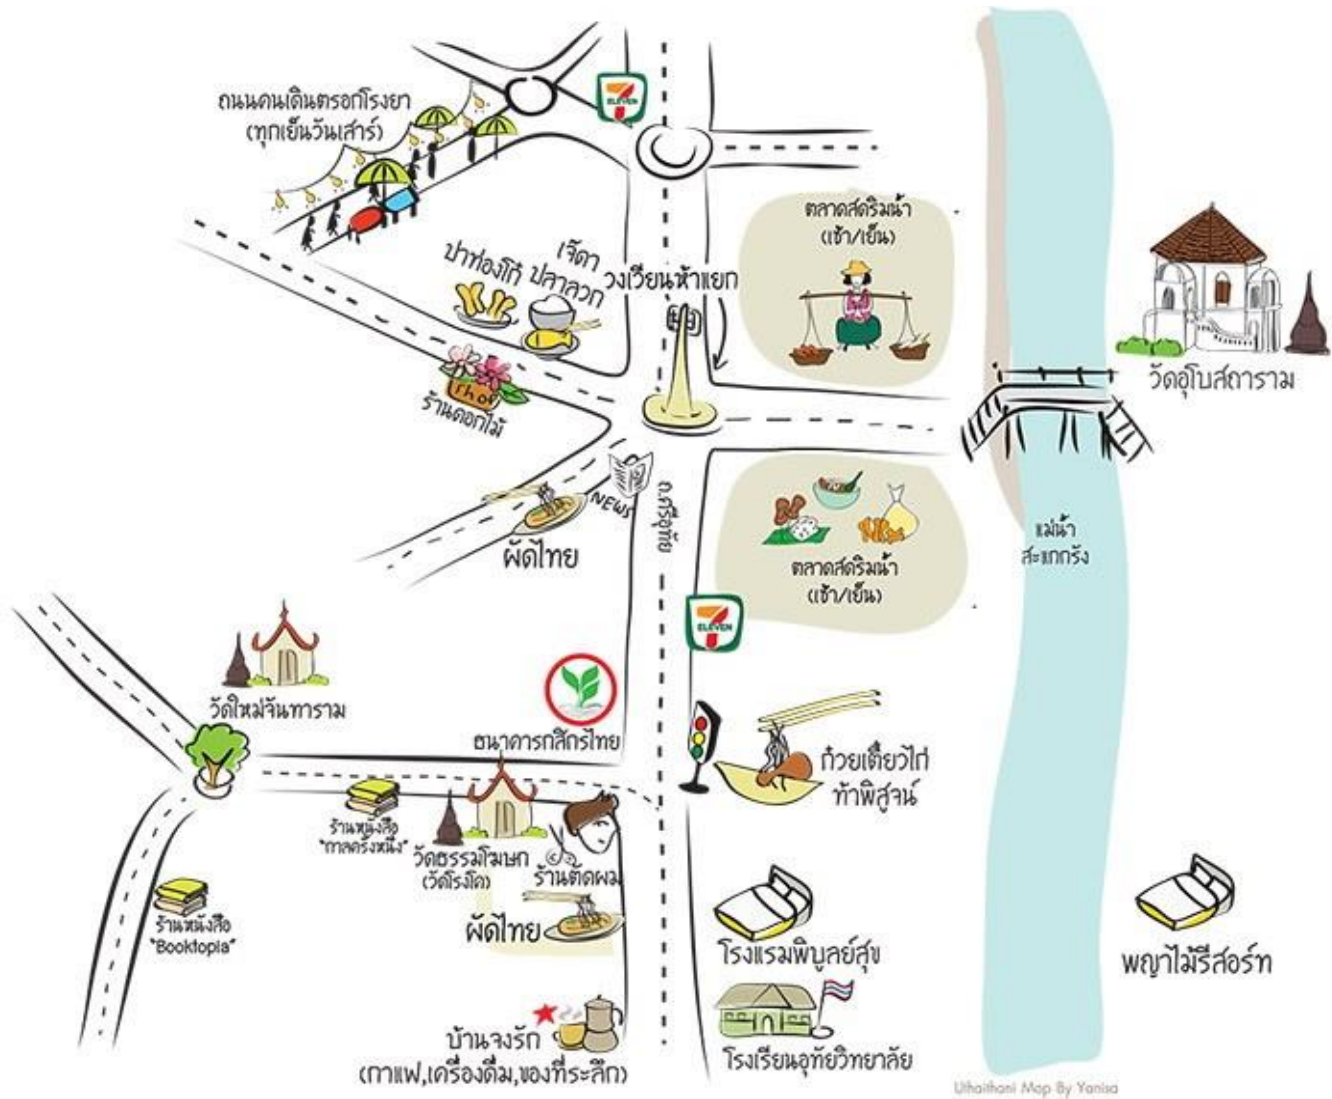 ถนนคนเดินตรอกโรงยา
(ทุกเย็นวันเสาร์)
7
ELEVEN
ตลาดสดริมน้ำ
(เช้า/เย็น)
ปาท่องโก๋
เจ๊ดา
ปลาลวก
วงเวียนห้าแยก
Shop
ร้านดอกไม้
วัดอุโบสถาราม
NEWS
ผัดไทย
ถ.ศรีอุทัย
ตลาดสดริมน้ำ
(เช้า/เย็น)
แม่น้ำ
สะแกกรัง
7
ELEVEN
วัดใหม่จันทาราม
ธนาคารกสิกรไทย
ก๋วยเตี๋ยวไก่
ท้าพิสูจน์
ร้านหนังสือ
"กาลครั้งหนึ่ง"
วัดธรรมโฆษก
(วัดโรงโค)
ร้านตัดผม
ผัดไทย
ร้านหนังสือ
"Booktopia"
โรงแรมพิบูลย์สุข
พญาไม้รีสอร์ท
บ้านจงรัก
(กาแฟ,เครื่องดื่ม,ของที่ระลึก)
โรงเรียนอุทัยวิทยาลัย
Uthaithani Map By Yanisa